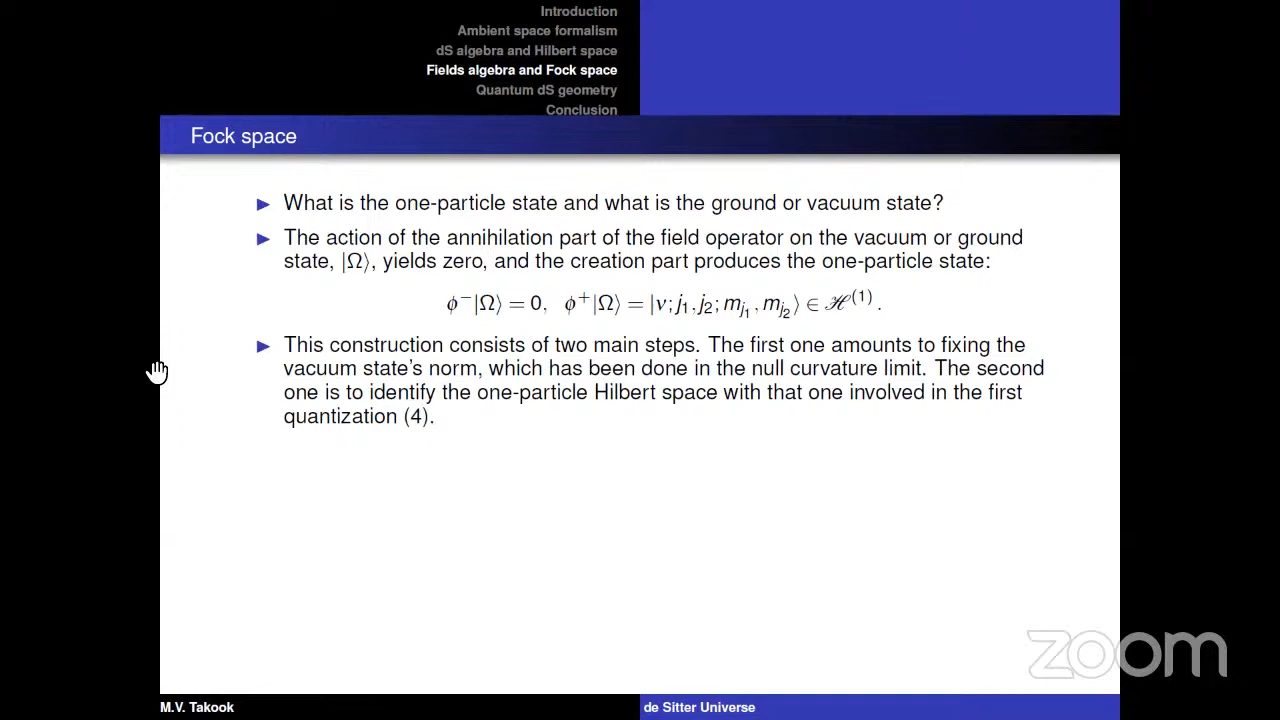 Introduction
Ambient space formalism
dS algebra and Hilbert space
Fields algebra and Fock space
Quantum dS geometry
Conclusion
Fock space
► What is the one-particle state and what is the ground or vacuum state?
► The action of the annihilation part of the field operator on the vacuum or ground
state, |Ω⟩, yields zero, and the creation part produces the one-particle state:
ϕ⁻|Ω⟩ = 0, ϕ⁺|Ω⟩ = |ν; j₁, j₂; m_{j₁}, m_{j₂}⟩ ∈ ℋ⁽¹⁾.
► This construction consists of two main steps. The first one amounts to fixing the
vacuum state's norm, which has been done in the null curvature limit. The second
one is to identify the one-particle Hilbert space with that one involved in the first
quantization (4).
zoom
M.V. Takook
de Sitter Universe